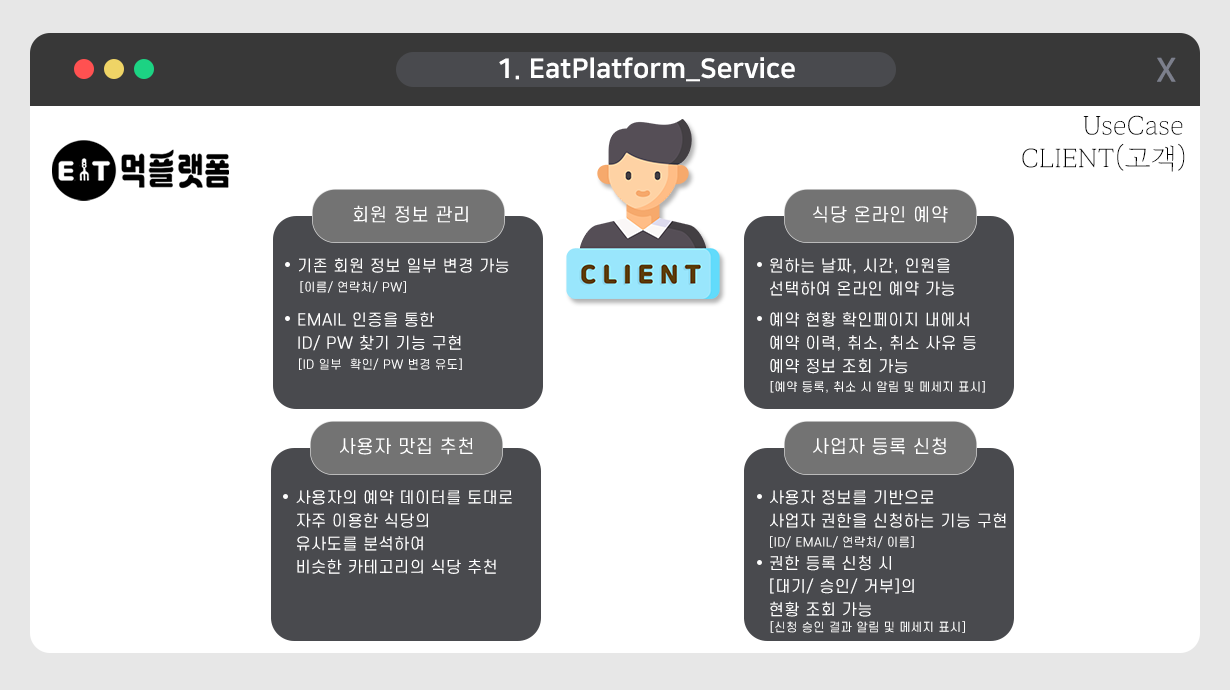 1. EatPlatform_Service
X
UseCase
CLIENT(고객)
EAT 먹플랫폼
CLIENT
회원 정보 관리
• 기존 회원 정보 일부 변경 가능
[이름/ 연락처/ PW]
• EMAIL 인증을 통한
ID/ PW 찾기 기능 구현
[ID 일부 확인/ PW 변경 유도]
식당 온라인 예약
• 원하는 날짜, 시간, 인원을
선택하여 온라인 예약 가능
• 예약 현황 확인페이지 내에서
예약 이력, 취소, 취소 사유 등
예약 정보 조회 가능
[예약 등록, 취소 시 알림 및 메세지 표시]
사용자 맛집 추천
• 사용자의 예약 데이터를 토대로
자주 이용한 식당의
유사도를 분석하여
비슷한 카테고리의 식당 추천
사업자 등록 신청
• 사용자 정보를 기반으로
사업자 권한을 신청하는 기능 구현
[ID/ EMAIL/ 연락처/ 이름]
• 권한 등록 신청 시
[대기/ 승인/ 거부]의
현황 조회 가능
[신청 승인 결과 알림 및 메세지 표시]